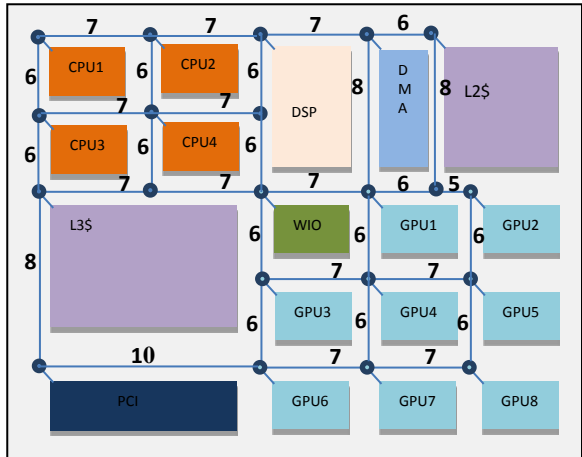 7 7 7 6
CPU1 CPU2 D
6 6 6 M
A
8 8 L2$
DSP
7 7
CPU3 CPU4
6 6 6
7 7 7 6 5
L3$ WIO GPU1 GPU2
6 6 6
8
7 7
GPU3 GPU4 GPU5
6 6 6
10 7 7
PCI GPU6 GPU7 GPU8